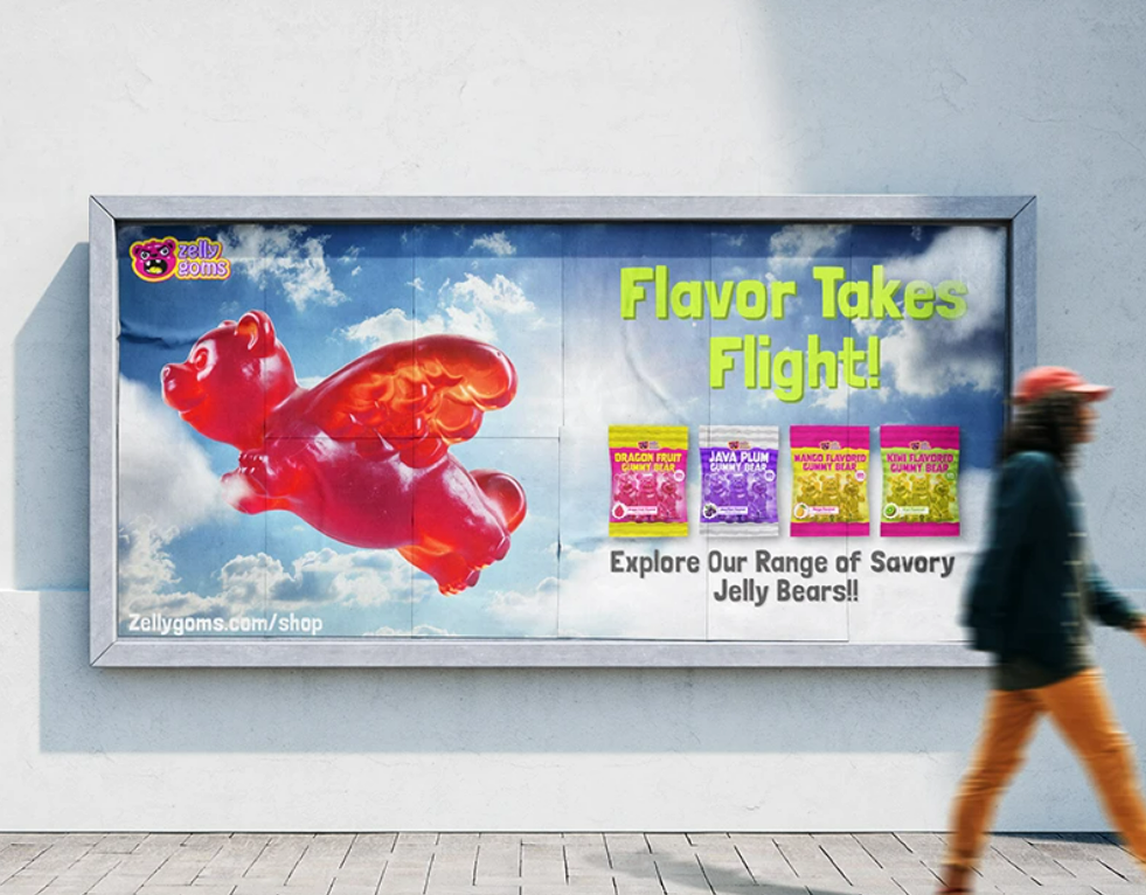 zelly
goms
Flavor Takes
Flight!
DRAGON FRUIT
GUMMY BEAR
JAVA PLUM
GUMMY BEAR
MANGO FLAVORED
GUMMY BEAR
KIWI FLAVORED
GUMMY BEAR
Explore Our Range of Savory
Jelly Bears!!
Zellygoms.com/shop